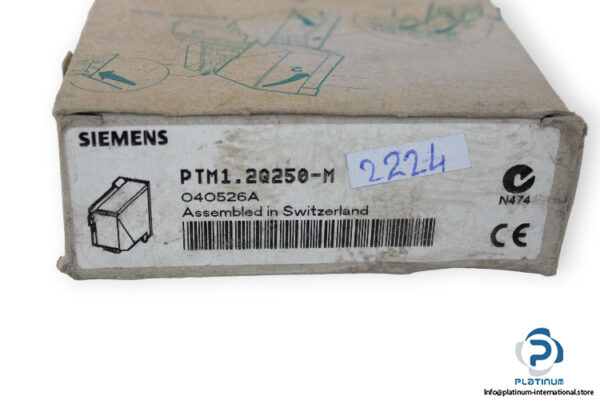 SIEMENS
PTM1.2Q250-M
2224
040526A
Assembled in Switzerland
N474
CE
PLATINUM
Info@platinum-international.store